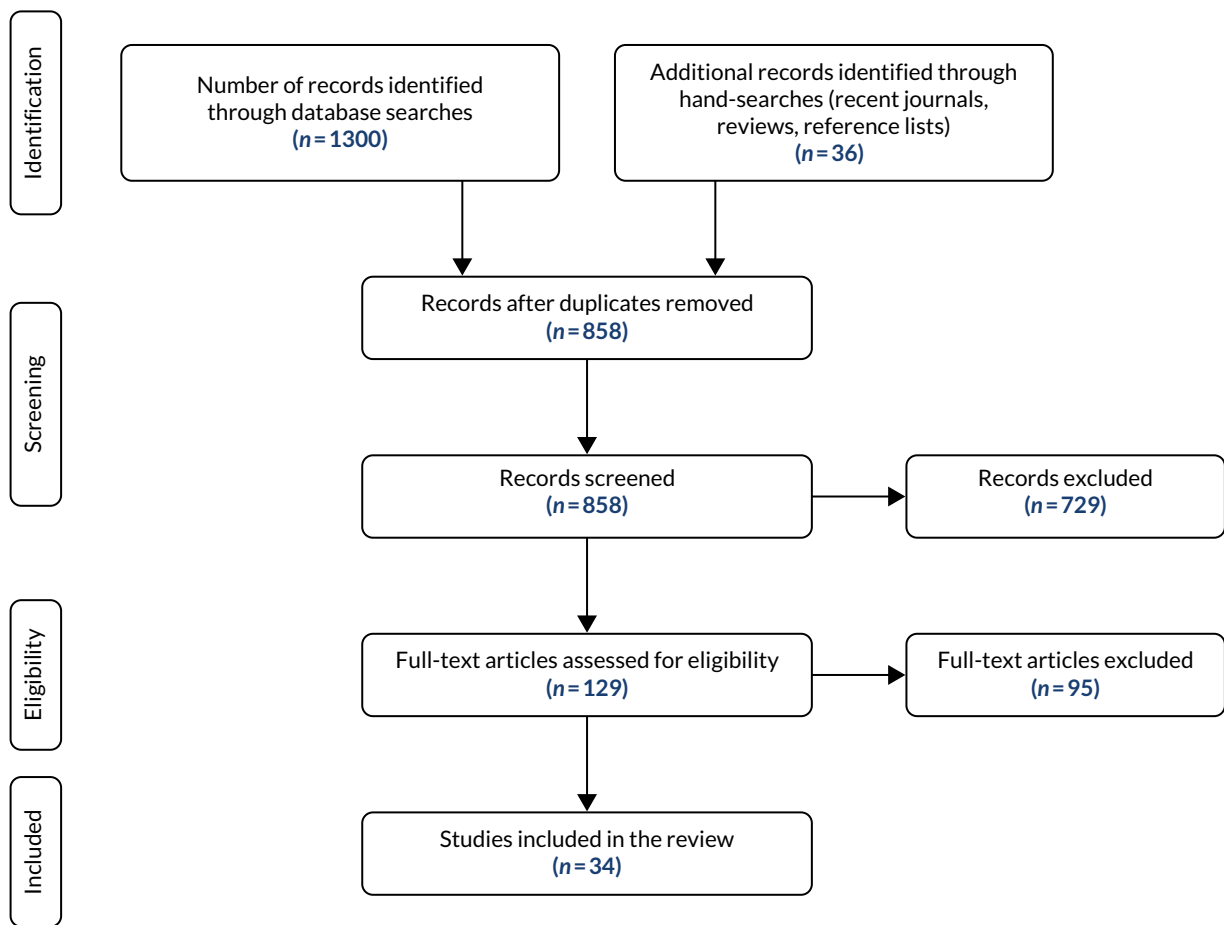 Identification
Number of records identified
through database searches
(n=1300)
Additional records identified through
hand-searches (recent journals,
reviews, reference lists)
(n=36)
Screening
Records after duplicates removed
(n=858)
Records screened
(n=858)
Records excluded
(n=729)
Eligibility
Full-text articles assessed for eligibility
(n=129)
Full-text articles excluded
(n=95)
Included
Studies included in the review
(n=34)